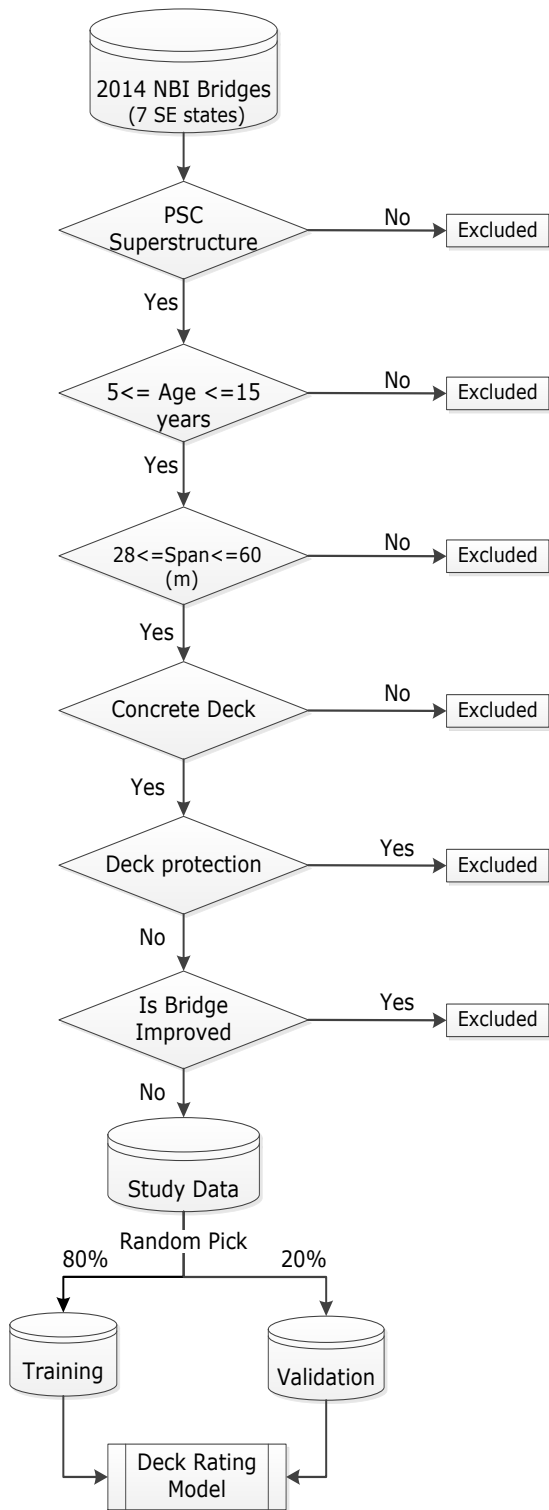 2014 NBI Bridges
(7 SE states)
PSC
Superstructure
No
Excluded
Yes
5<= Age <=15
years
No
Excluded
Yes
28<=Span<=60
(m)
No
Excluded
Yes
Concrete Deck
No
Excluded
Yes
Deck protection
Yes
Excluded
No
Is Bridge
Improved
Yes
Excluded
No
Study Data
Random Pick
80%
20%
Training
Validation
Deck Rating
Model